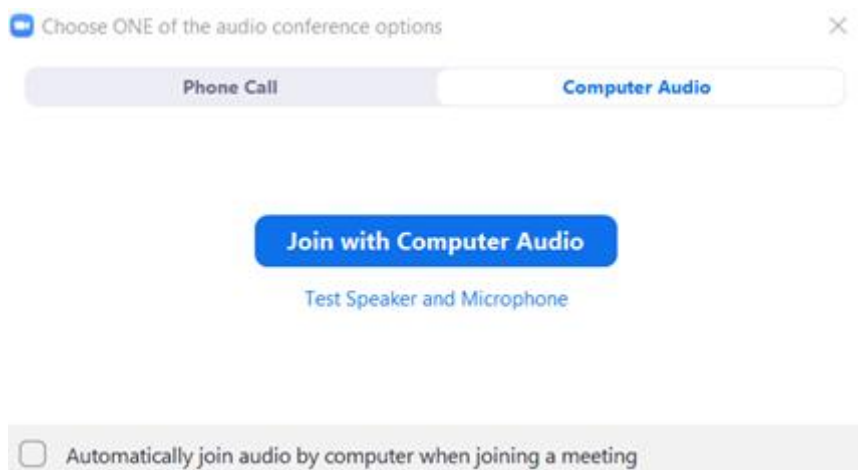 Choose ONE of the audio conference options
Phone Call
Computer Audio
Join with Computer Audio
Test Speaker and Microphone
Automatically join audio by computer when joining a meeting